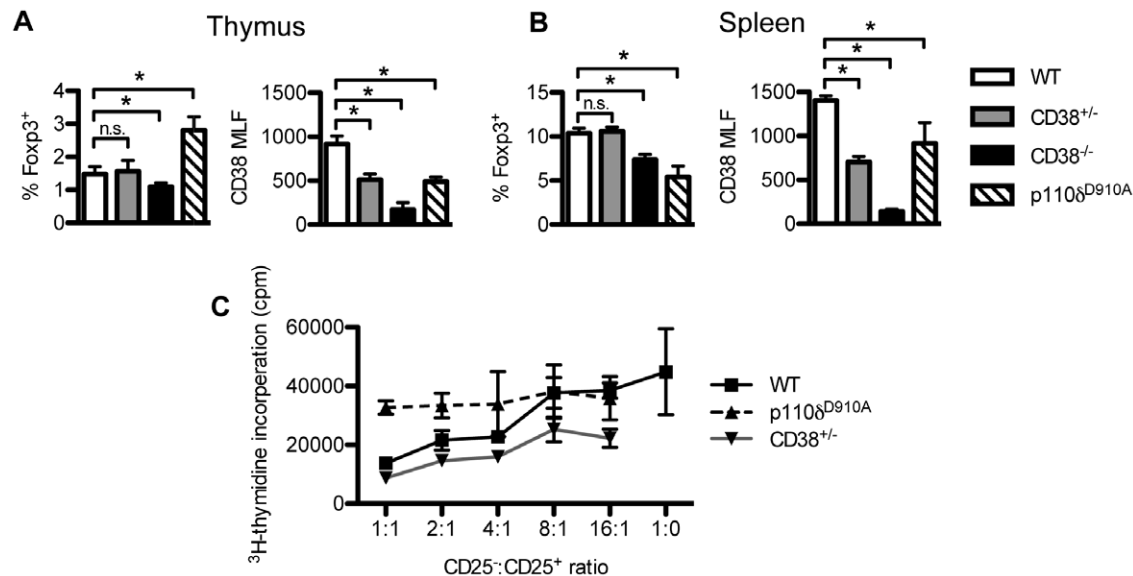 A Thymus
B Spleen
% Foxp3⁺
4
3
2
1
0
n.s.
*
*
CD38 MLF
1500
1000
500
0
*
*
*
% Foxp3⁺
15
10
5
0
n.s.
*
*
CD38 MLF
1500
1000
500
0
*
*
*
WT
CD38⁺/⁻
CD38⁻/⁻
p110δᴰ⁹¹⁰ᴬ
C
³H-thymidine incorperation (cpm)
60000
40000
20000
0
1:1 2:1 4:1 8:1 16:1 1:0
CD25⁻:CD25⁺ ratio
WT
p110δᴰ⁹¹⁰ᴬ
CD38⁺/⁻